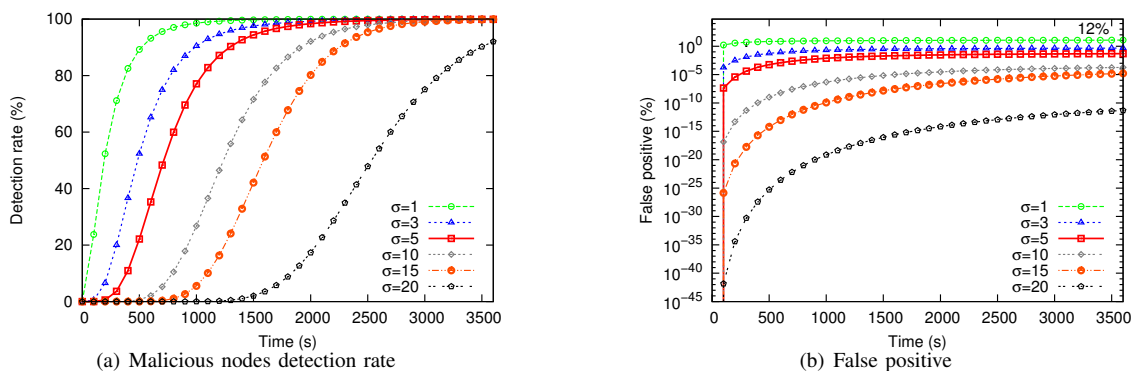 Detection rate (%)
100
80
60
40
20
0
σ=1
σ=3
σ=5
σ=10
σ=15
σ=20
0 500 1000 1500 2000 2500 3000 3500
Time (s)
(a) Malicious nodes detection rate
False positive (%)
12%
10^0
10^-5
10^-10
10^-15
10^-20
10^-25
10^-30
10^-35
10^-40
10^-45
σ=1
σ=3
σ=5
σ=10
σ=15
σ=20
0 500 1000 1500 2000 2500 3000 3500
Time (s)
(b) False positive